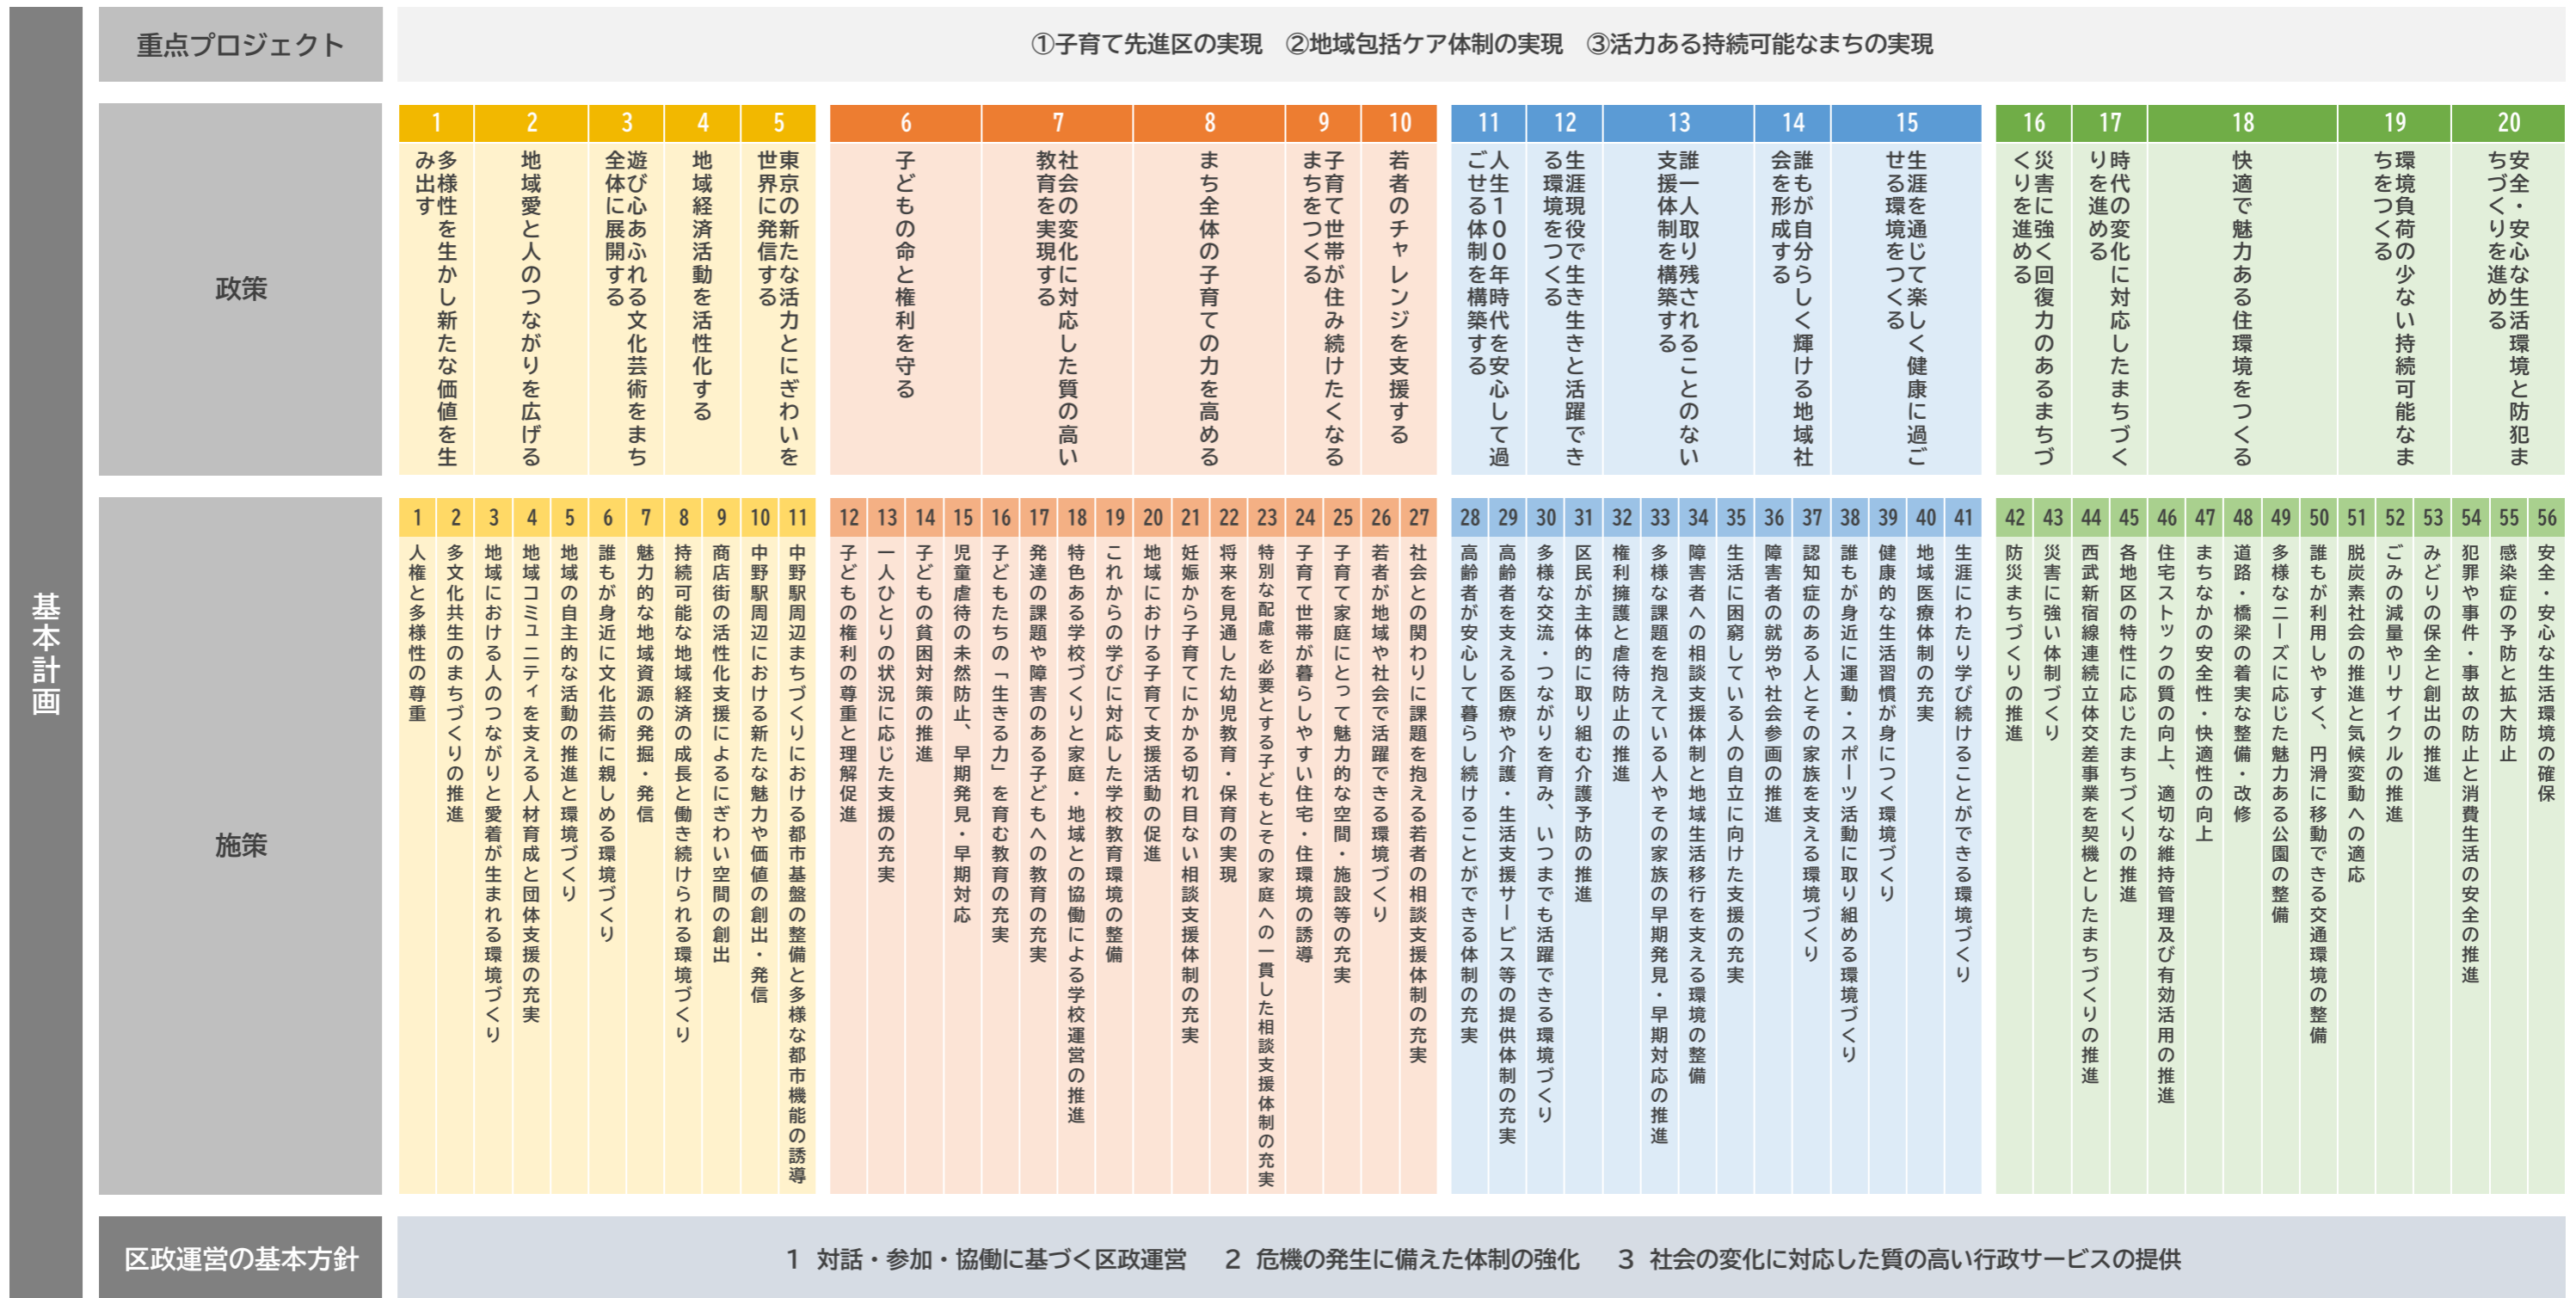 基本計画
重点プロジェクト
①子育て先進区の実現　②地域包括ケア体制の実現　③活力ある持続可能なまちの実現
政策
1
多様性を生かし新たな価値を生
み出す
2
地域愛と人のつながりを広げる
3
遊び心あふれる文化芸術をまち
全体に展開する
4
地域経済活動を活性化する
5
東京の新たな活力とにぎわいを
世界に発信する
6
子どもの命と権利を守る
7
社会の変化に対応した質の高い
教育を実現する
8
まち全体の子育ての力を高める
9
子育て世帯が住み続けたくなる
まちをつくる
10
若者のチャレンジを支援する
11
人生100年時代を安心して過
ごせる体制を構築する
12
生涯現役で生き生きと活躍でき
る環境をつくる
13
誰一人取り残されることのない
支援体制を構築する
14
誰もが自分らしく輝ける地域社
会を形成する
15
生涯を通じて楽しく健康に過ご
せる環境をつくる
16
災害に強く回復力のあるまちづ
くりを進める
17
時代の変化に対応したまちづく
りを進める
18
快適で魅力ある住環境をつくる
19
環境負荷の少ない持続可能なま
ちをつくる
20
安全・安心な生活環境と防犯ま
ちづくりを進める
施策
1
人権と多様性の尊重
2
多文化共生のまちづくりの推進
3
地域における人のつながりと愛着が生まれる環境づくり
4
地域コミュニティを支える人材育成と団体支援の充実
5
地域の自主的な活動の推進と環境づくり
6
誰もが身近に文化芸術に親しめる環境づくり
7
魅力的な地域資源の発掘・発信
8
持続可能な地域経済の成長と働き続けられる環境づくり
9
商店街の活性化支援によるにぎわい空間の創出
10
中野駅周辺における新たな魅力や価値の創出・発信
11
中野駅周辺まちづくりにおける都市基盤の整備と多様な都市機能の誘導
12
子どもの権利の尊重と理解促進
13
一人ひとりの状況に応じた支援の充実
14
子どもの貧困対策の推進
15
児童虐待の未然防止、早期発見・早期対応
16
子どもたちの「生きる力」を育む教育の充実
17
発達の課題や障害のある子どもへの教育の充実
18
特色ある学校づくりと家庭・地域との協働による学校運営の推進
19
これからの学びに対応した学校教育環境の整備
20
地域における子育て支援活動の促進
21
妊娠から子育てにかかる切れ目ない相談支援体制の充実
22
将来を見通した幼児教育・保育の実現
23
特別な配慮を必要とする子どもとその家庭への一貫した相談支援体制の充実
24
子育て世帯が暮らしやすい住宅・住環境の誘導
25
子育て家庭にとって魅力的な空間・施設等の充実
26
若者が地域や社会で活躍できる環境づくり
27
社会との関わりに課題を抱える若者の相談支援体制の充実
28
高齢者が安心して暮らし続けることができる体制の充実
29
高齢者を支える医療や介護・生活支援サービス等の提供体制の充実
30
多様な交流・つながりを育み、いつまでも活躍できる環境づくり
31
区民が主体的に取り組む介護予防の推進
32
権利擁護と虐待防止の推進
33
多様な課題を抱えている人やその家族の早期発見・早期対応の推進
34
障害者への相談支援体制と地域生活移行を支える環境の整備
35
生活に困窮している人の自立に向けた支援の充実
36
障害者の就労や社会参画の推進
37
認知症のある人とその家族を支える環境づくり
38
誰もが身近に運動・スポーツ活動に取り組める環境づくり
39
健康的な生活習慣が身につく環境づくり
40
地域医療体制の充実
41
生涯にわたり学び続けることができる環境づくり
42
防災まちづくりの推進
43
災害に強い体制づくり
44
西武新宿線連続立体交差事業を契機としたまちづくりの推進
45
各地区の特性に応じたまちづくりの推進
46
住宅ストックの質の向上、適切な維持管理及び有効活用の推進
47
まちなかの安全性・快適性の向上
48
道路・橋梁の着実な整備・改修
49
多様なニーズに応じた魅力ある公園の整備
50
誰もが利用しやすく、円滑に移動できる交通環境の整備
51
脱炭素社会の推進と気候変動への適応
52
ごみの減量やリサイクルの推進
53
みどりの保全と創出の推進
54
犯罪や事件・事故の防止と消費生活の安全の推進
55
感染症の予防と拡大防止
56
安全・安心な生活環境の確保
区政運営の基本方針
1 対話・参加・協働に基づく区政運営　2 危機の発生に備えた体制の強化　3 社会の変化に対応した質の高い行政サービスの提供